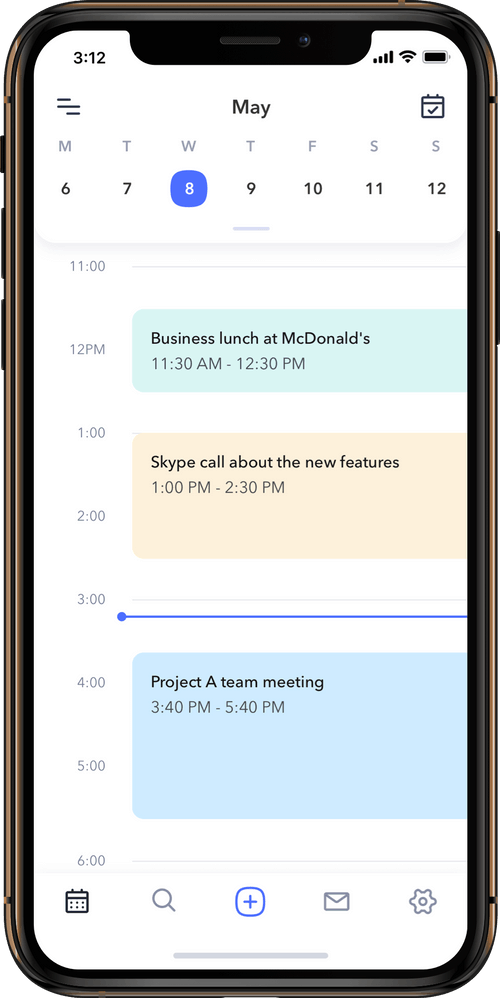 3:12
May
M T W T F S S
6 7 8 9 10 11 12
11:00
Business lunch at McDonald's
12PM
11:30 AM - 12:30 PM
1:00
Skype call about the new features
1:00 PM - 2:30 PM
2:00
3:00
4:00
Project A team meeting
3:40 PM - 5:40 PM
5:00
6:00